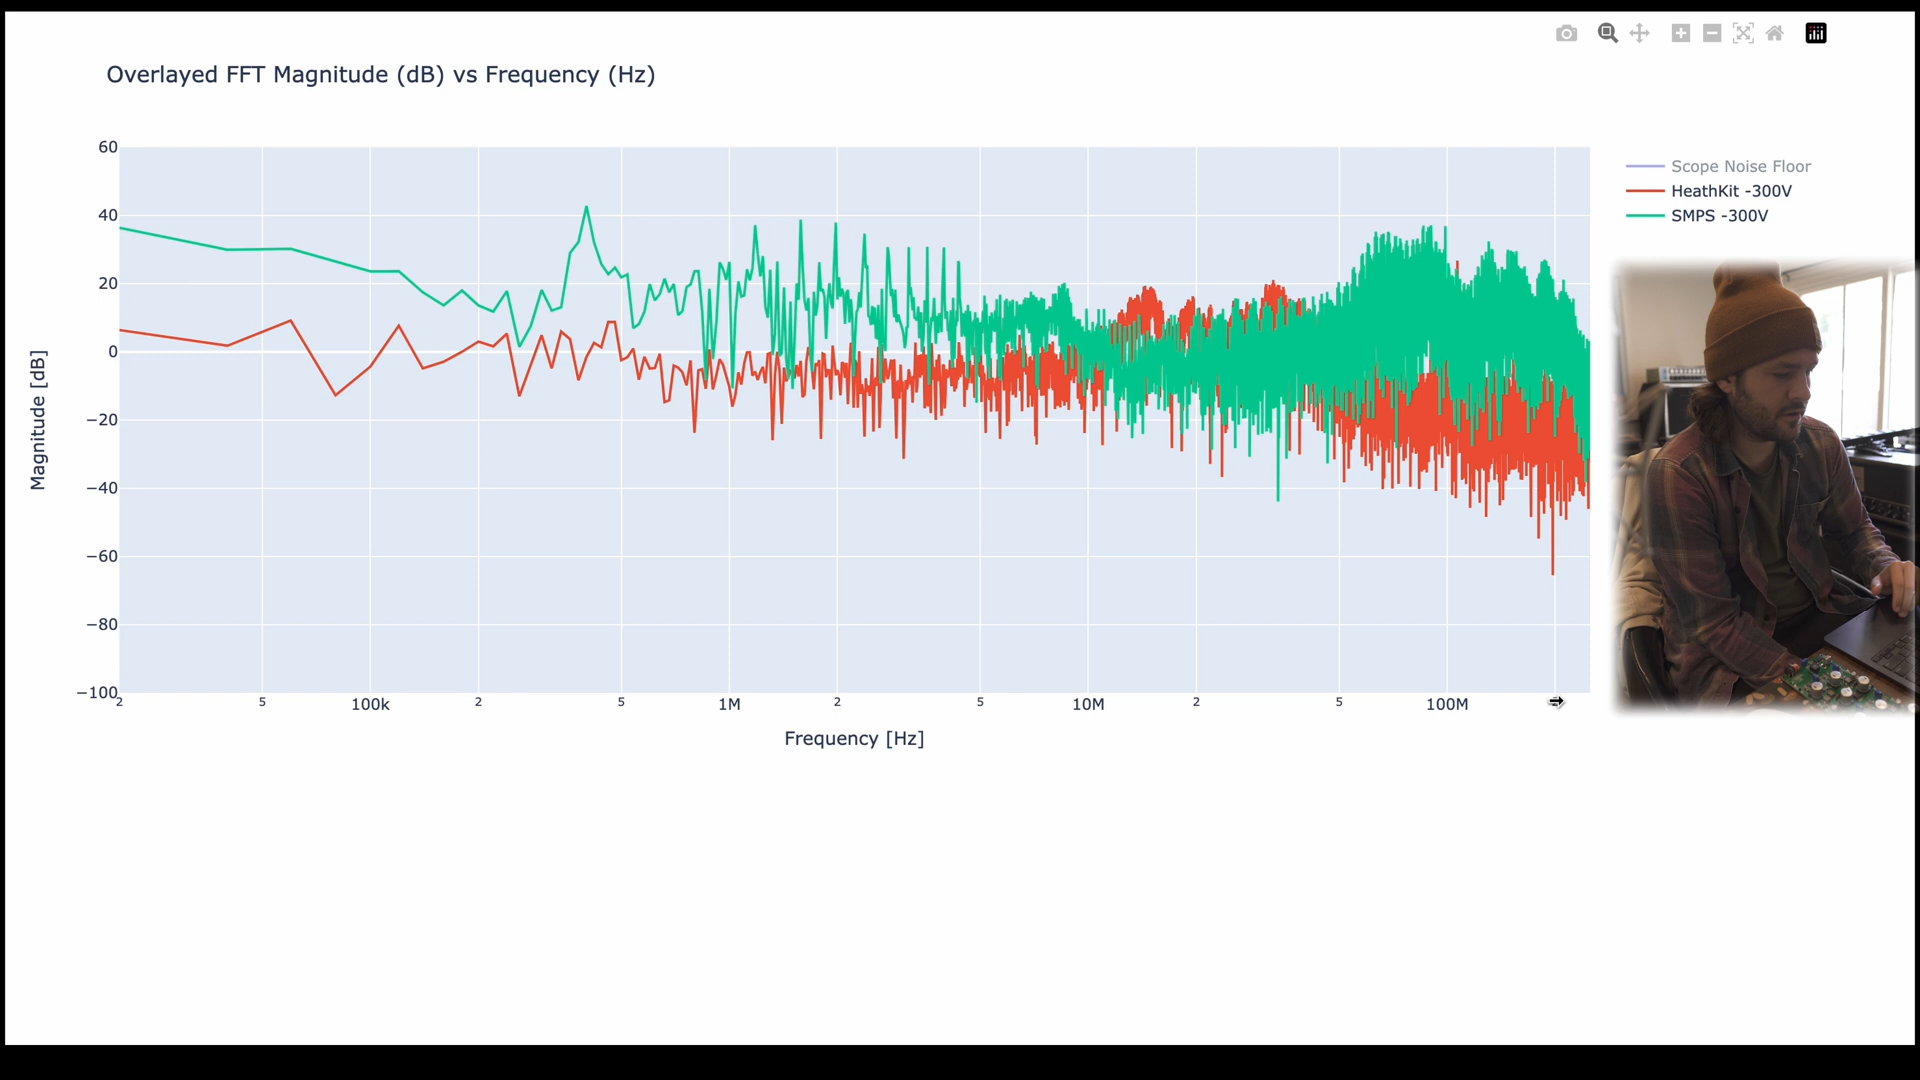 Overlayed FFT Magnitude (dB) vs Frequency (Hz)
60
40
20
0
−20
−40
−60
−80
−100
Magnitude [dB]
2
5
100k
2
5
1M
2
5
10M
2
5
100M
Frequency [Hz]
Scope Noise Floor
HeathKit -300V
SMPS -300V